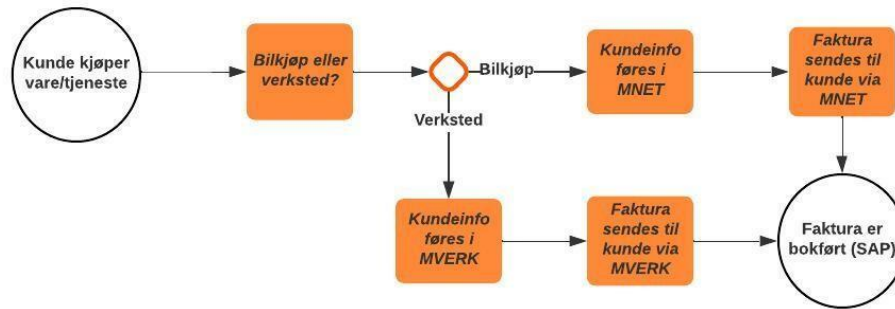 Kunde kjøper
vare/tjeneste
Bilkjøp eller
verksted?
Bilkjøp
Kundeinfo
føres i
MNET
Faktura
sendes til
kunde via
MNET
Verksted
Kundeinfo
føres i
MVERK
Faktura
sendes til
kunde via
MVERK
Faktura er
bokført (SAP)